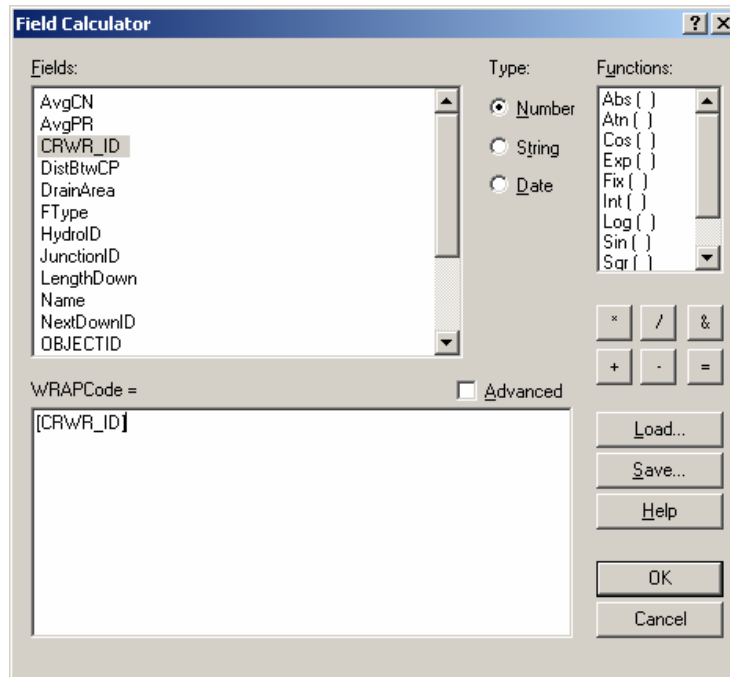 Field Calculator
Fields:
AvgCN
AvgPR
CRWR_ID
DistBtwCP
DrainArea
FType
HydroID
JunctionID
LengthDown
Name
NextDownID
OBJECTID
Type:
Number
String
Date
Functions:
Abs ( )
Atn ( )
Cos ( )
Exp ( )
Fix ( )
Int ( )
Log ( )
Sin ( )
Sqr ( )
* / &
+ - =
WRAPCode =
Advanced
[CRWR_ID]
Load...
Save...
Help
OK
Cancel